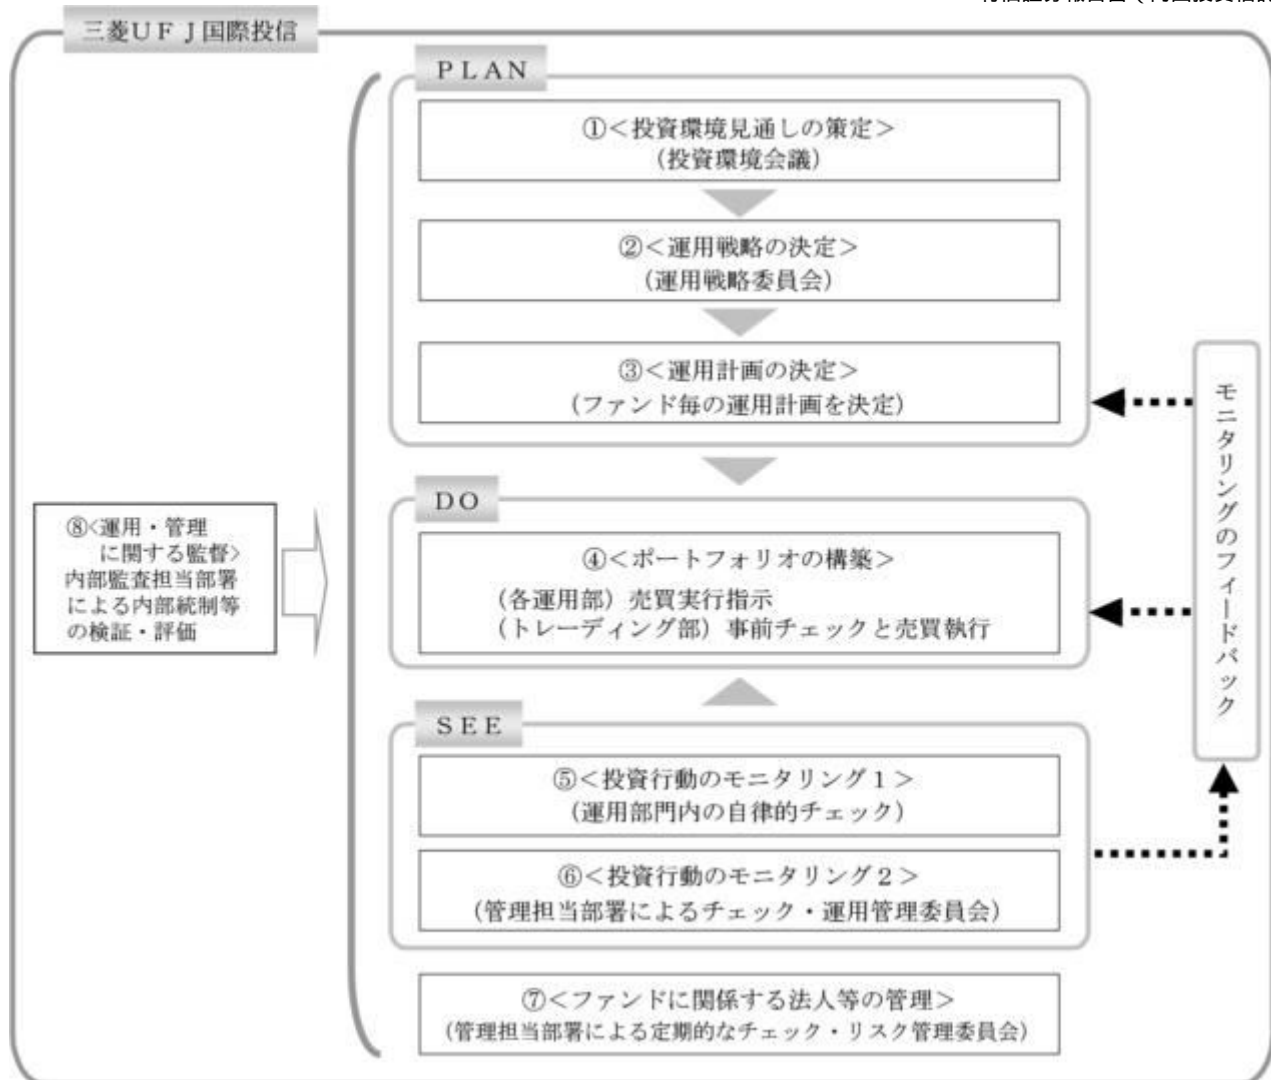 三菱ＵＦＪ国際投信
ＰＬＡＮ
①＜投資環境見通しの策定＞
（投資環境会議）
②＜運用戦略の決定＞
（運用戦略委員会）
③＜運用計画の決定＞
（ファンド毎の運用計画を決定）
ＤＯ
④＜ポートフォリオの構築＞
（各運用部）売買実行指示
（トレーディング部）事前チェックと売買執行
ＳＥＥ
⑤＜投資行動のモニタリング１＞
（運用部門内の自律的チェック）
⑥＜投資行動のモニタリング２＞
（管理担当部署によるチェック・運用管理委員会）
⑦＜ファンドに関係する法人等の管理＞
（管理担当部署による定期的なチェック・リスク管理委員会）
⑧<運用・管理
に関する監督>
内部監査担当部署
による内部統制等
の検証・評価
モニタリングのフィードバック